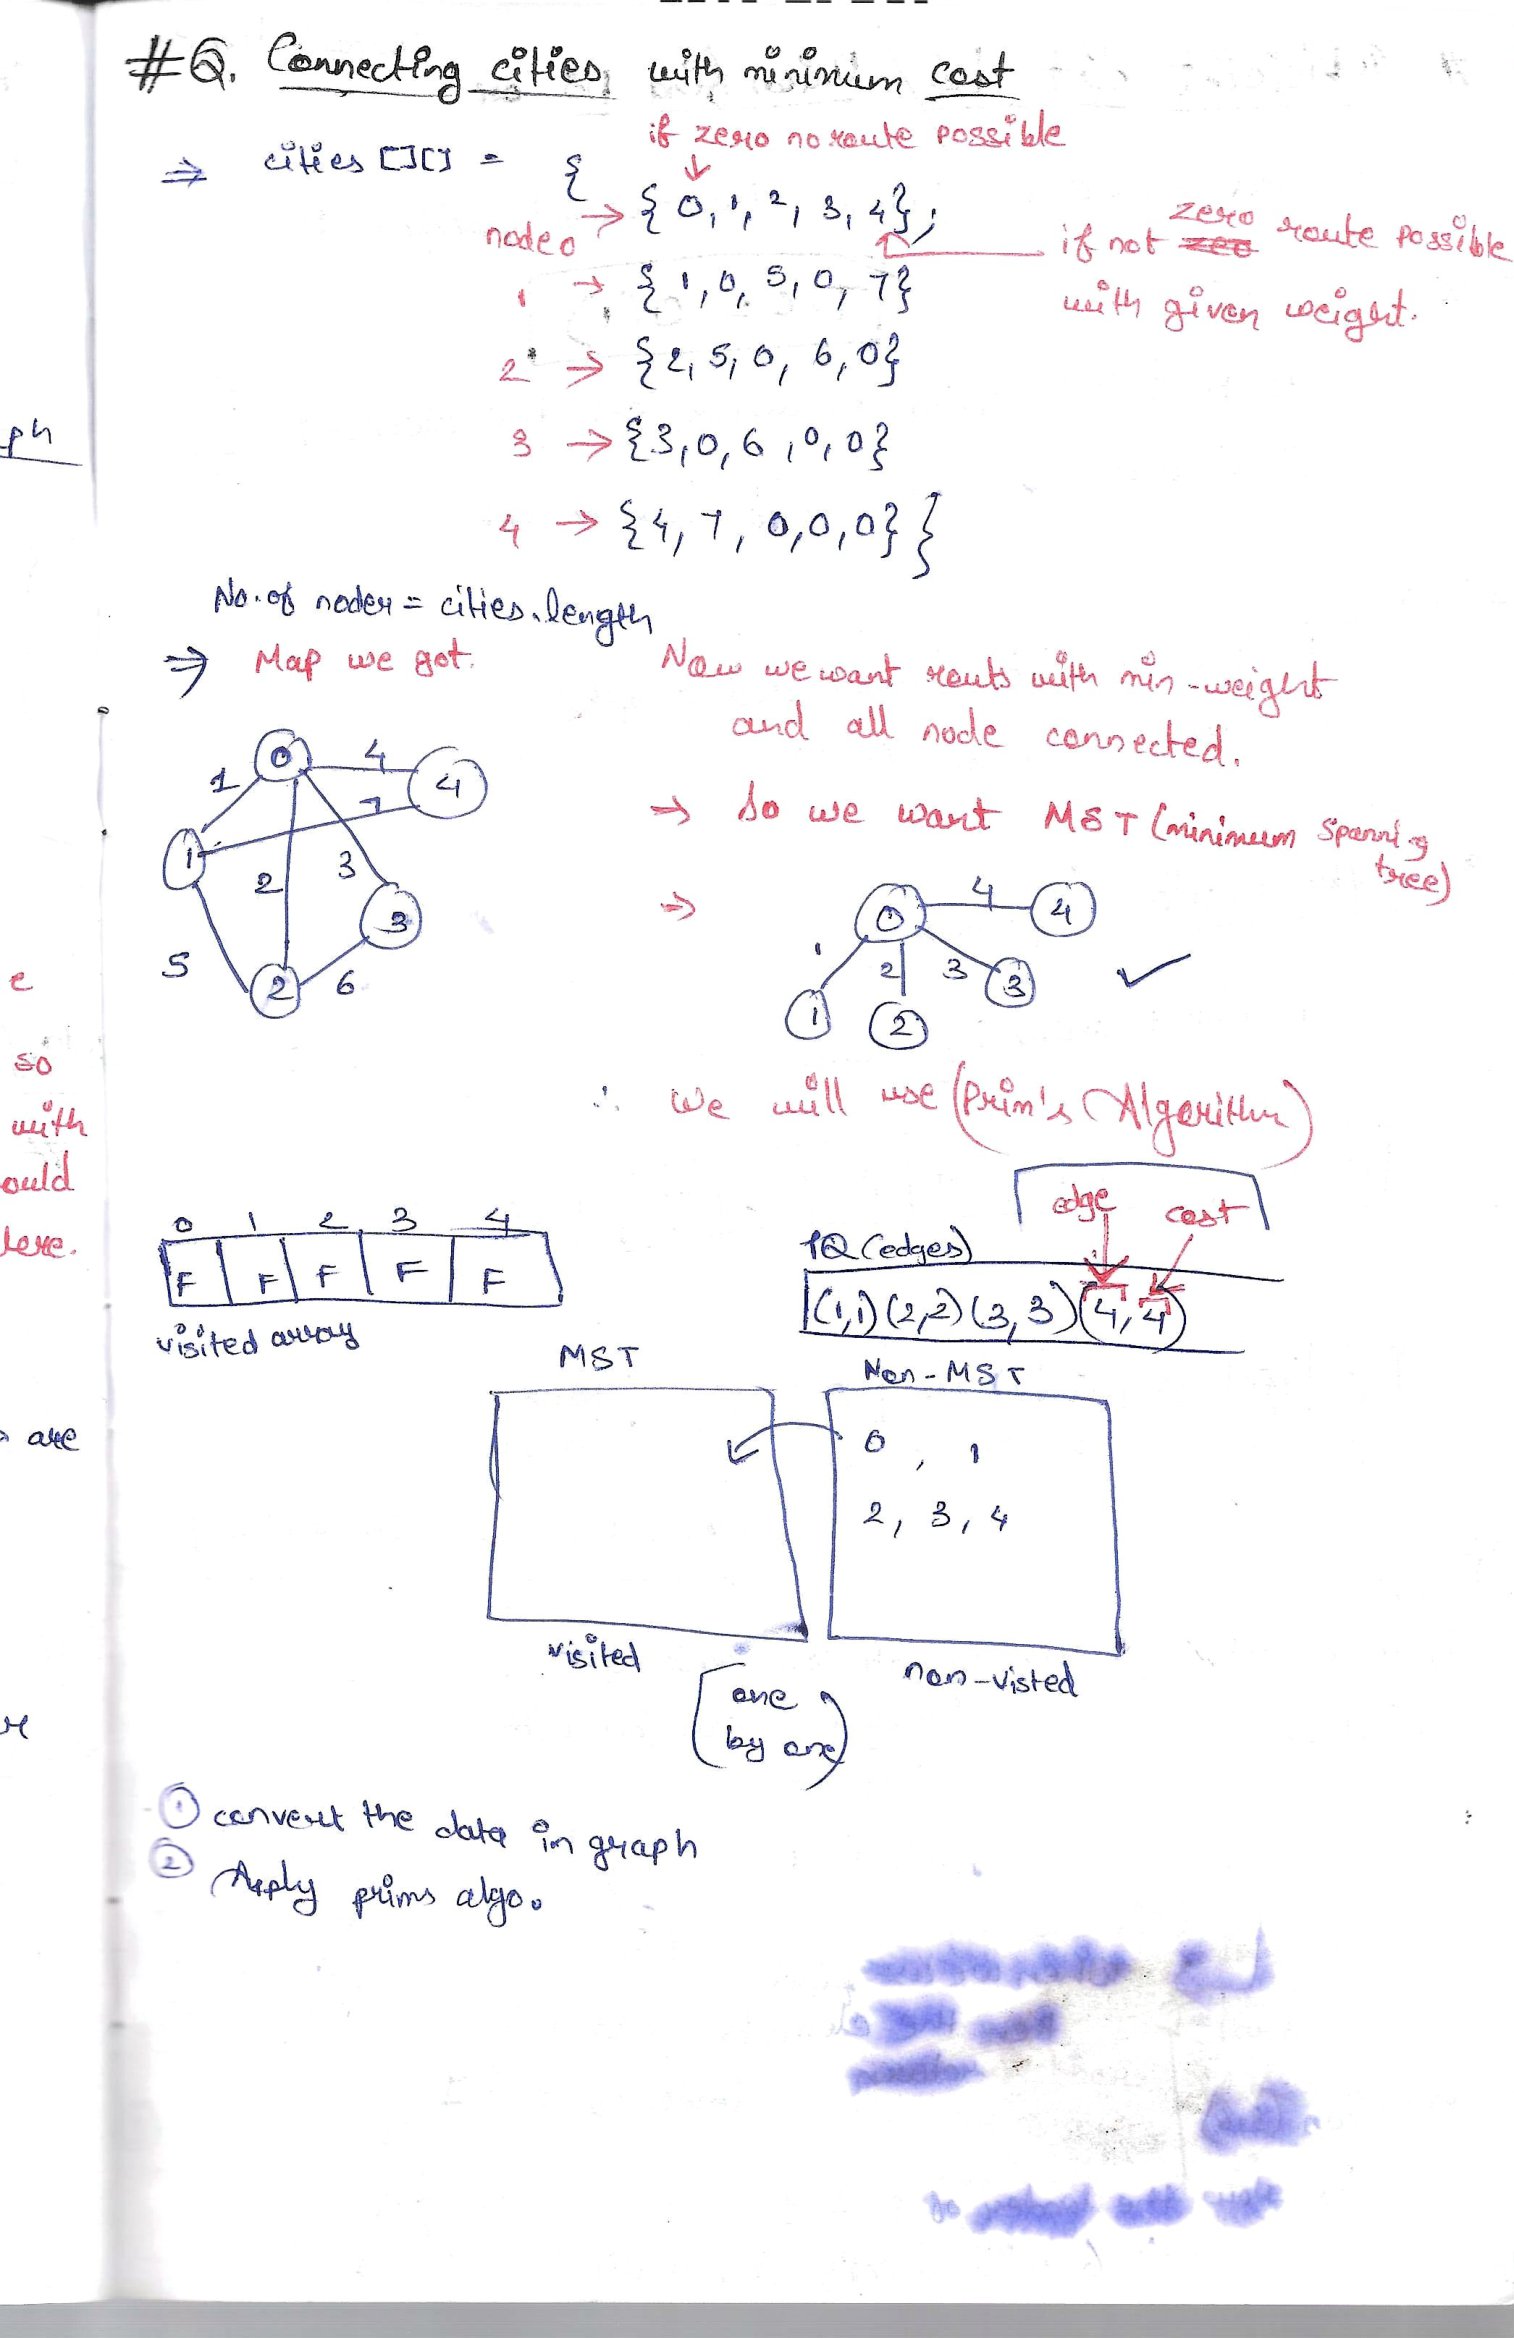 #Q. Connecting cities with minimum cost
if zero no route possible
⇒ cities [][] = {
node 0 → { 0, 1, 2, 3, 4};
if not zero route possible
with given weight.
1 → { 1, 0, 5, 0, 7}
2 → {2, 5, 0, 6, 0}
3 → {3, 0, 6, 0, 0}
4 → {4, 7, 0, 0, 0} }
No. of nodes = cities.length
⇒ Map we got.
Now we want routs with min-weight
and all node connected.
→ So we want MST (minimum Spanning
tree)
⇒
0 4 4
1 7
1 2 3
3
5 2 6
0 4 4
1 2 3
1 2 3
∴ We will use (Prim's Algorithm)
edge cost
0 1 2 3 4
F F F F F
visited array
PQ (edges)
(1,1) (2,2) (3,3) (4,4)
MST
Non-MST
0, 1
2, 3, 4
visited
non-visted
(one
by one)
① convert the data in graph
② Apply prims algo.
ph
e
so
with
ould
are